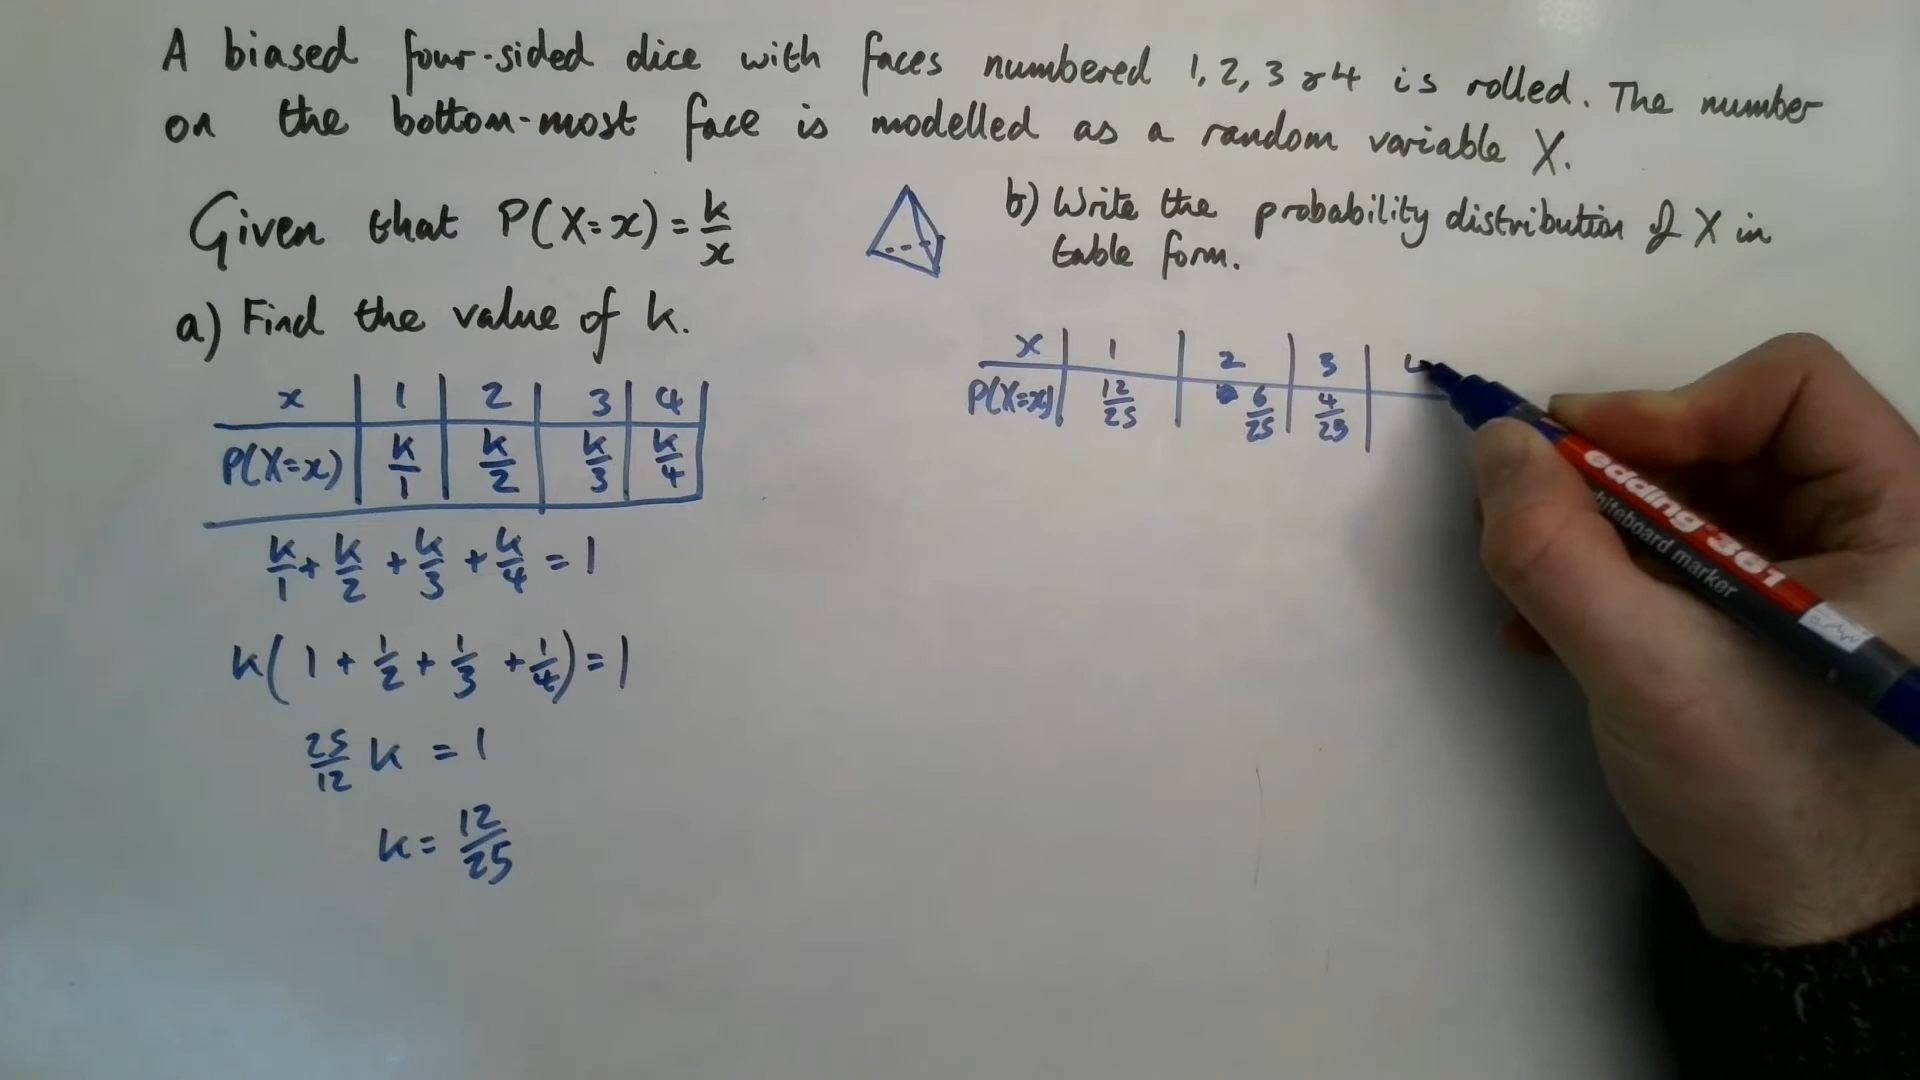 A biased four-sided dice with faces numbered 1, 2, 3 & 4 is rolled. The number
on the bottom-most face is modelled as a random variable X.
Given that P(X=x) = k/x
a) Find the value of k.
x | 1 | 2 | 3 | 4
P(X=x) | k/1 | k/2 | k/3 | k/4
k/1 + k/2 + k/3 + k/4 = 1
k(1 + 1/2 + 1/3 + 1/4) = 1
25/12 k = 1
k = 12/25
b) Write the probability distribution of X in
table form.
x | 1 | 2 | 3 |
P(X=x) | 12/25 | 6/25 | 4/25 |
edding 361
whiteboard marker